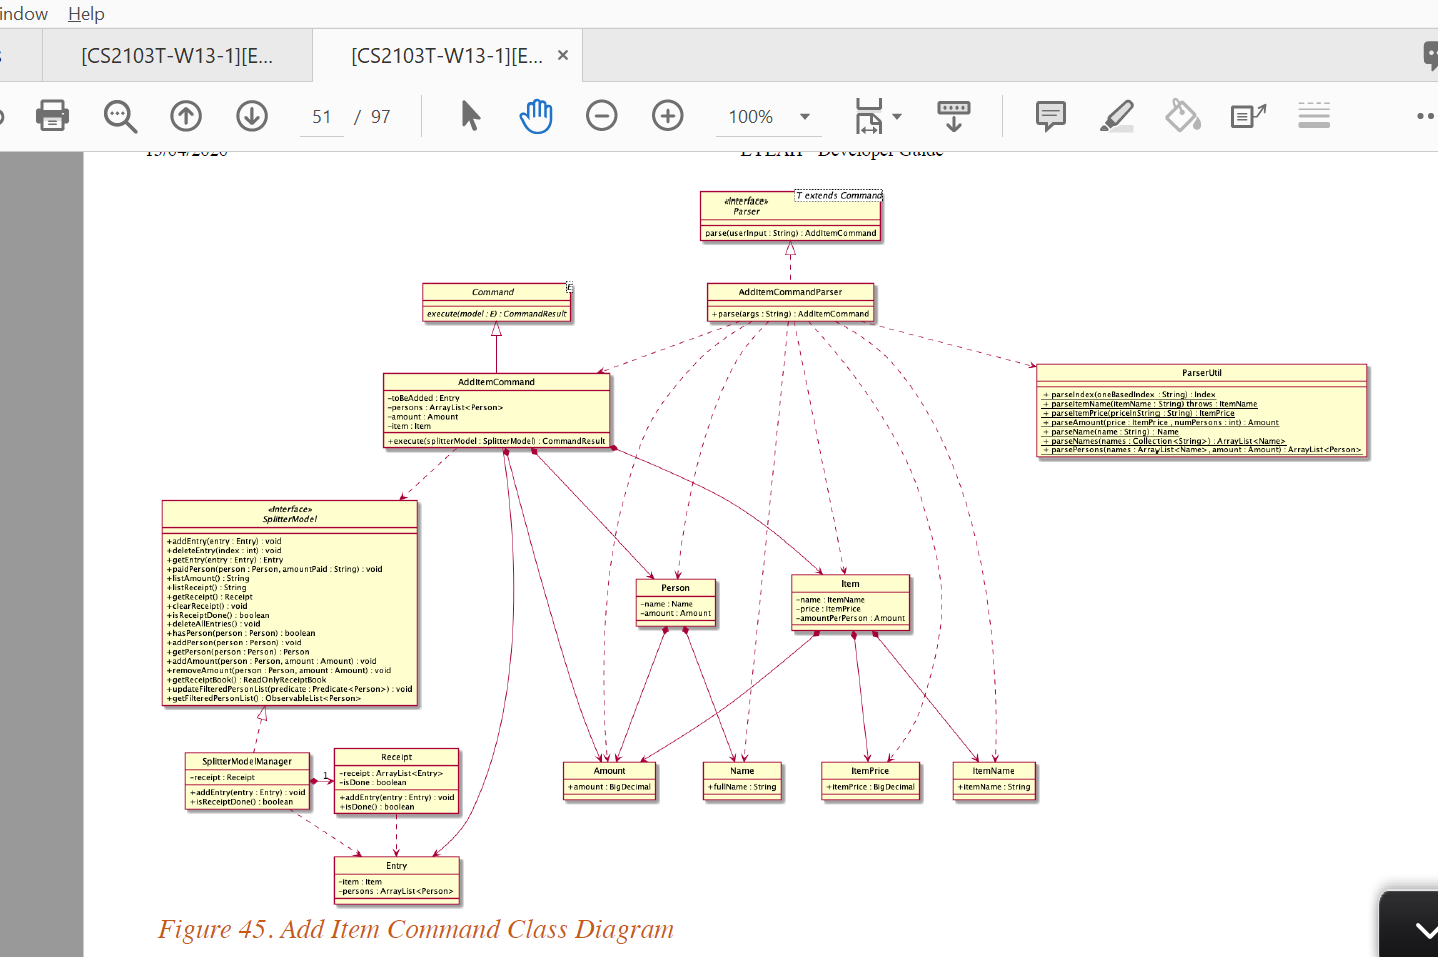 indow Help
[CS2103T-W13-1][E...
[CS2103T-W13-1][E...
51 / 97
100%
15/04/2020
ETEAH - Developer Guide
T extends Command
«Interface»
Parser
parse(userInput : String) : AddItemCommand
Command
E
execute(model : E) : CommandResult
AddItemCommandParser
+parse(args : String) : AddItemCommand
AddItemCommand
-toBeAdded : Entry
-persons : ArrayList<Person>
-amount : Amount
-item : Item
+execute(splitterModel : SplitterModel) : CommandResult
ParserUtil
+ parseIndex(oneBasedIndex : String) : Index
+ parseItemName(itemName : String) throws : ItemName
+ parseItemPrice(priceInString : String) : ItemPrice
+ parseAmount(price : ItemPrice , numPersons : int) : Amount
+ parseName(name : String) : Name
+ parseNames(names : Collection<String>) : ArrayList<Name>
+ parsePersons(names : ArrayList<Name>, amount : Amount) : ArrayList<Person>
«Interface»
SplitterModel
+addEntry(entry : Entry) : void
+deleteEntry(index : int) : void
+getEntry(entry : Entry) : Entry
+paidPerson(person : Person, amountPaid : String) : void
+listAmount() : String
+listReceipt() : String
+getReceipt() : Receipt
+clearReceipt() : void
+isReceiptDone() : boolean
+deleteAllEntries() : void
+hasPerson(person : Person) : boolean
+addPerson(person : Person) : void
+getPerson(person : Person) : Person
+addAmount(person : Person, amount : Amount) : void
+removeAmount(person : Person, amount : Amount) : void
+getReceiptBook() : ReadOnlyReceiptBook
+updateFilteredPersonList(predicate : Predicate<Person>) : void
+getFilteredPersonList() : ObservableList<Person>
Person
-name : Name
-amount : Amount
Item
-name : ItemName
-price : ItemPrice
-amountPerPerson : Amount
SplitterModelManager
-receipt : Receipt
+addEntry(entry : Entry) : void
+isReceiptDone() : boolean
1
Receipt
-receipt : ArrayList<Entry>
-isDone : boolean
+addEntry(entry : Entry) : void
+isDone() : boolean
Amount
+amount : BigDecimal
Name
+fullName : String
ItemPrice
+itemPrice : BigDecimal
ItemName
+itemName : String
Entry
-item : Item
-persons : ArrayList<Person>
Figure 45. Add Item Command Class Diagram